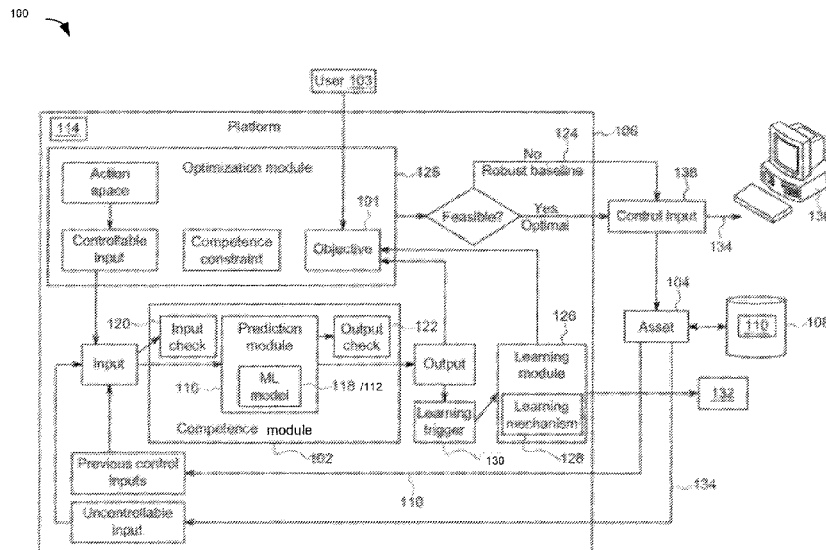 100
User 103
114
Platform
106
Optimization module
125
Action
space
Controllable
input
Competence
constraint
101
Objective
Feasible?
No
124
Robust baseline
Yes
Optimal
138
Control input
134
136
104
Asset
110
108
120
Input
check
Prediction
module
Output
check
122
126
Input
116
ML
model
118 /112
Output
Learning
module
Competence module
102
Learning
trigger
130
Learning
mechanism
128
132
Previous control
inputs
110
134
Uncontrollable
input